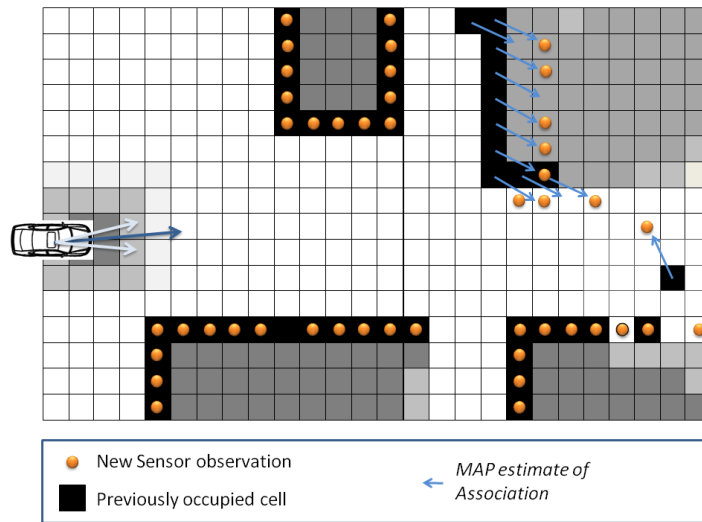 New Sensor observation
Previously occupied cell
MAP estimate of
Association